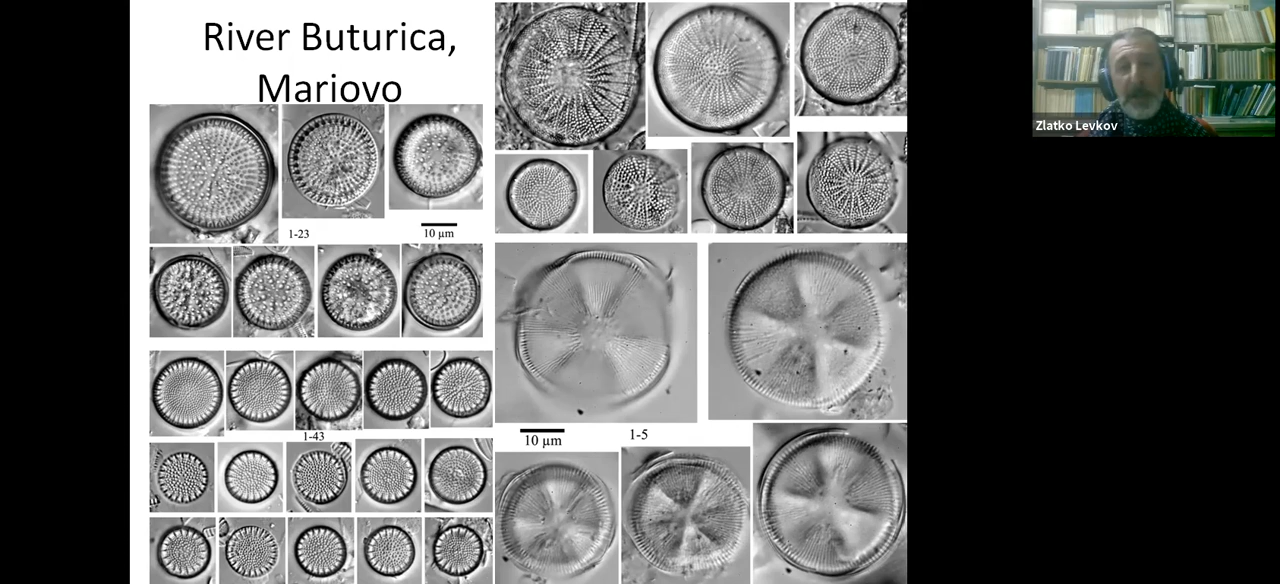 River Buturica,
Mariovo
1-23
10 µm
1-43
10 µm
1-5
Zlatko Levkov